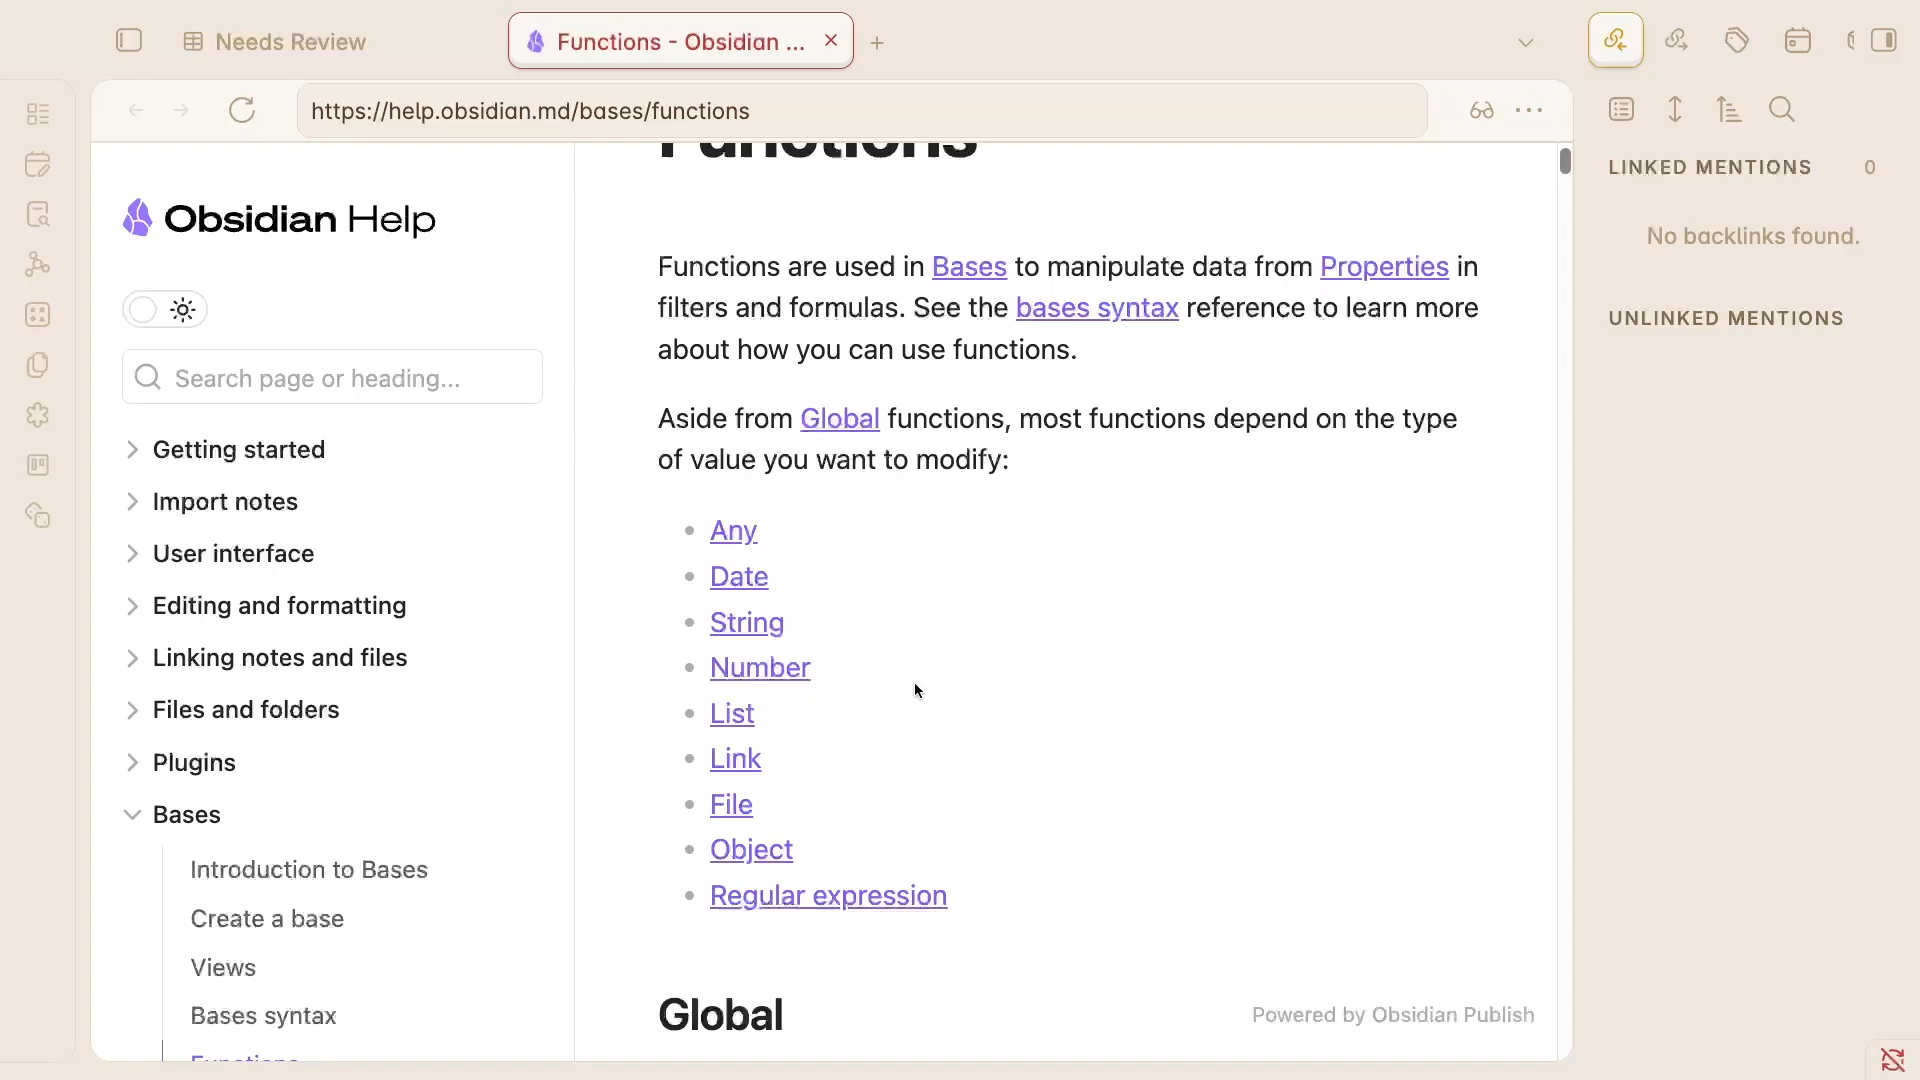 Needs Review
Functions - Obsidian ...
https://help.obsidian.md/bases/functions
Obsidian Help
Search page or heading...
Getting started
Import notes
User interface
Editing and formatting
Linking notes and files
Files and folders
Plugins
Bases
Introduction to Bases
Create a base
Views
Bases syntax
Functions
Functions
Functions are used in Bases to manipulate data from Properties in
filters and formulas. See the bases syntax reference to learn more
about how you can use functions.
Aside from Global functions, most functions depend on the type
of value you want to modify:
Any
Date
String
Number
List
Link
File
Object
Regular expression
Global
Powered by Obsidian Publish
LINKED MENTIONS 0
No backlinks found.
UNLINKED MENTIONS